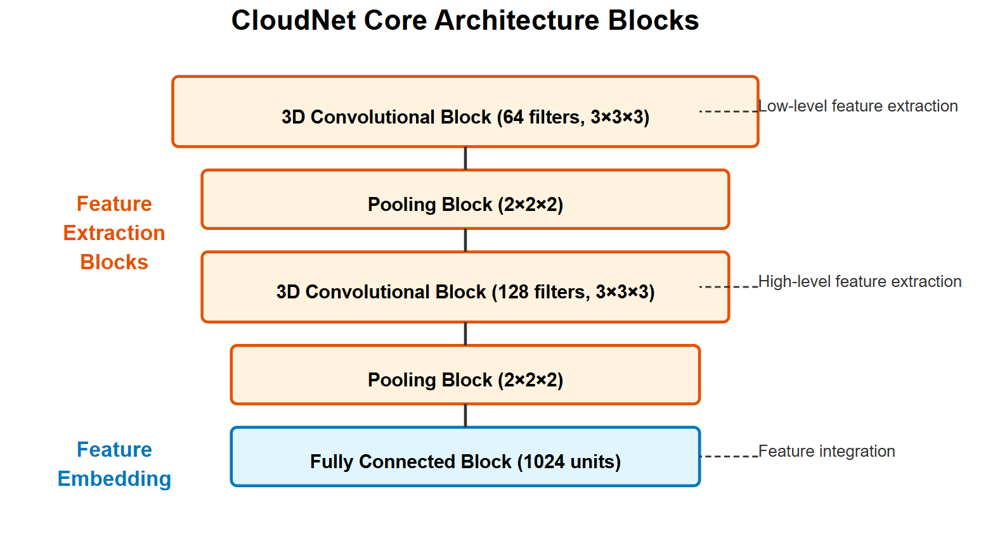 CloudNet Core Architecture Blocks
3D Convolutional Block (64 filters, 3×3×3)
Low-level feature extraction
Pooling Block (2×2×2)
Feature
Extraction
Blocks
3D Convolutional Block (128 filters, 3×3×3)
High-level feature extraction
Pooling Block (2×2×2)
Feature
Embedding
Fully Connected Block (1024 units)
Feature integration